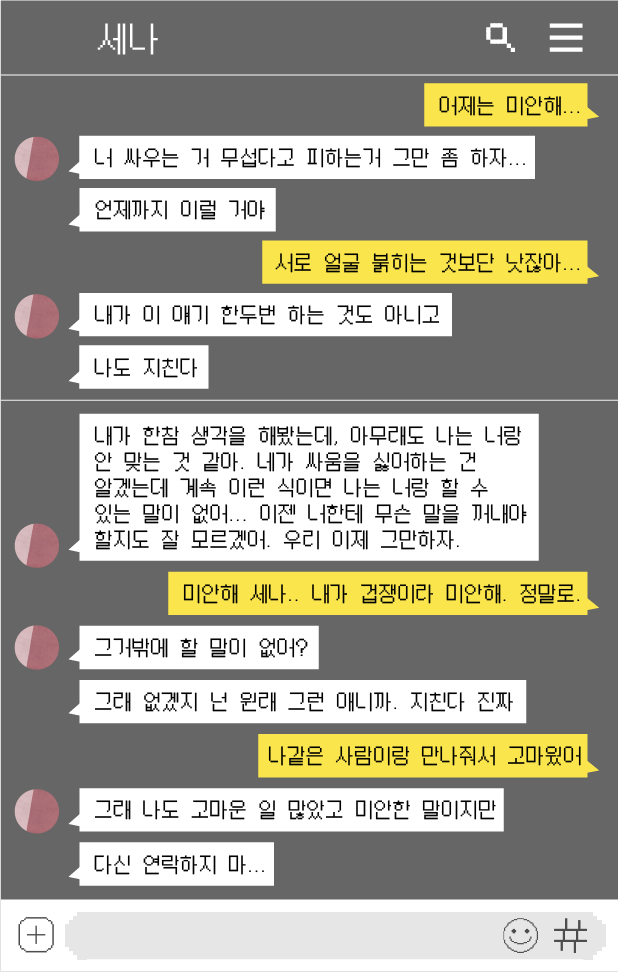 세나
어제는 미안해...
너 싸우는 거 무섭다고 피하는거 그만 좀 하자...
언제까지 이럴 거야
서로 얼굴 붉히는 것보단 낫잖아...
내가 이 얘기 한두번 하는 것도 아니고
나도 지친다
내가 한참 생각을 해봤는데, 아무래도 나는 너랑
안 맞는 것 같아. 네가 싸움을 싫어하는 건
알겠는데 계속 이런 식이면 나는 너랑 할 수
있는 말이 없어... 이젠 너한테 무슨 말을 꺼내야
할지도 잘 모르겠어. 우리 이제 그만하자.
미안해 세나.. 내가 겁쟁이라 미안해. 정말로.
그거밖에 할 말이 없어?
그래 없겠지 넌 원래 그런 애니까. 지친다 진짜
나같은 사람이랑 만나줘서 고마웠어
그래 나도 고마운 일 많았고 미안한 말이지만
다신 연락하지 마...